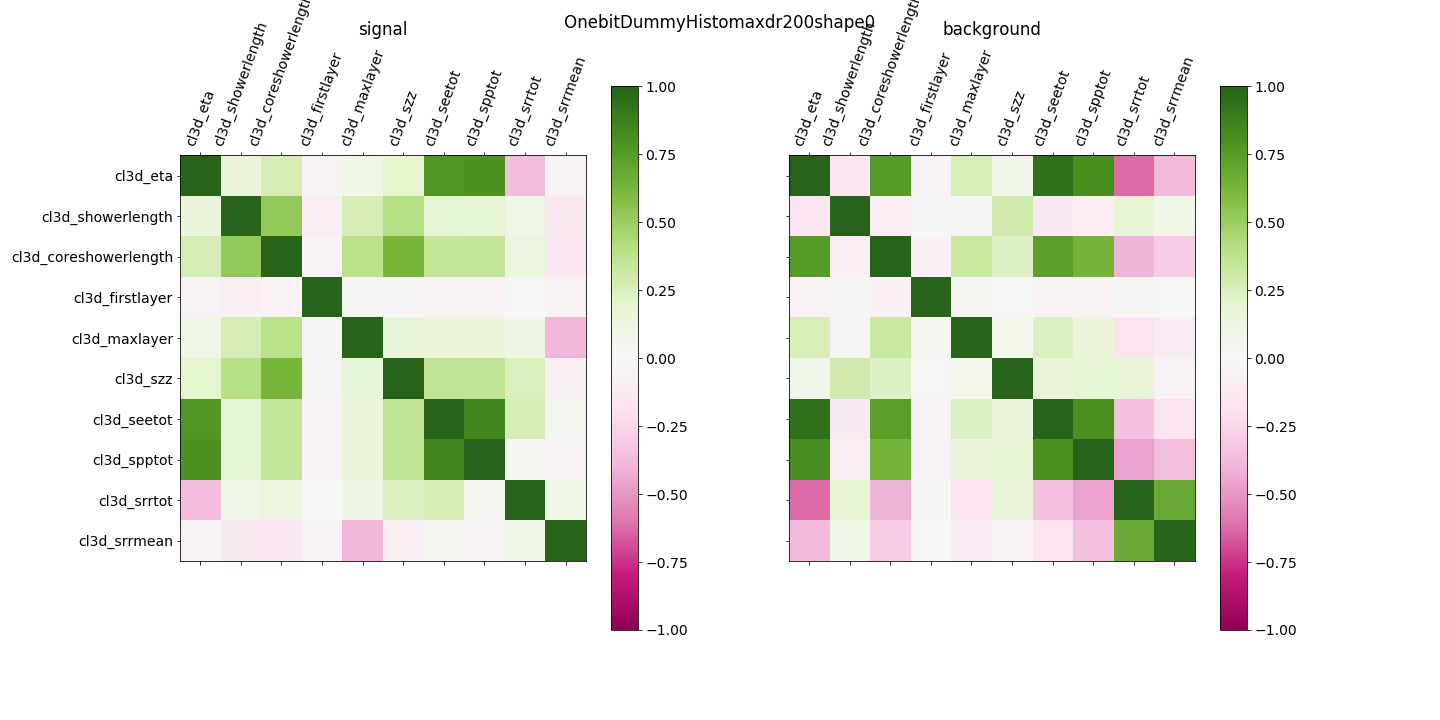 OnebitDummyHistomaxdr200shape0
signal
background
cl3d_eta
cl3d_showerlength
cl3d_coreshowerlength
cl3d_firstlayer
cl3d_maxlayer
cl3d_szz
cl3d_seetot
cl3d_spptot
cl3d_srrtot
cl3d_srrmean
cl3d_eta
cl3d_showerlength
cl3d_coreshowerlength
cl3d_firstlayer
cl3d_maxlayer
cl3d_szz
cl3d_seetot
cl3d_spptot
cl3d_srrtot
cl3d_srrmean
cl3d_eta
cl3d_showerlength
cl3d_coreshowerlength
cl3d_firstlayer
cl3d_maxlayer
cl3d_szz
cl3d_seetot
cl3d_spptot
cl3d_srrtot
cl3d_srrmean
1.00
0.75
0.50
0.25
0.00
−0.25
−0.50
−0.75
−1.00
1.00
0.75
0.50
0.25
0.00
−0.25
−0.50
−0.75
−1.00